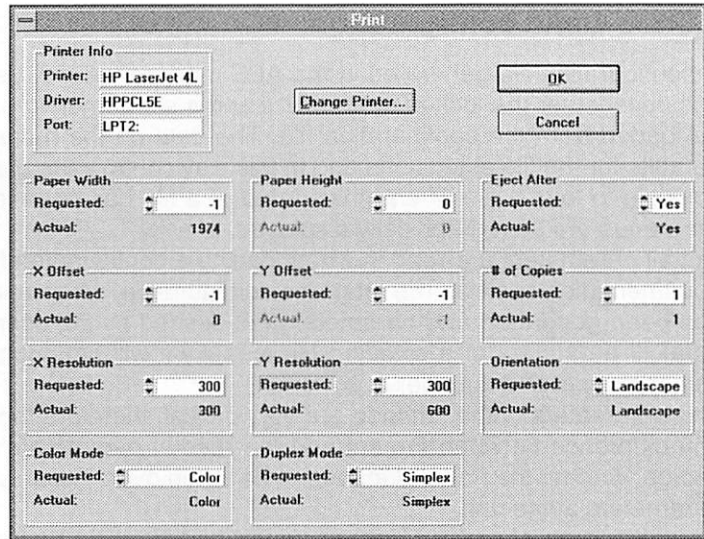 Print
Printer Info
Printer: HP LaserJet 4L
Driver: HPPCL5E
Port: LPT2:
Change Printer...
OK
Cancel
Paper Width
Requested: -1
Actual: 1974
Paper Height
Requested: 0
Actual: 0
Eject After
Requested: Yes
Actual: Yes
X Offset
Requested: -1
Actual: 0
Y Offset
Requested: -1
Actual: -1
# of Copies
Requested: 1
Actual: 1
X Resolution
Requested: 300
Actual: 300
Y Resolution
Requested: 300
Actual: 600
Orientation
Requested: Landscape
Actual: Landscape
Color Mode
Requested: Color
Actual: Color
Duplex Mode
Requested: Simplex
Actual: Simplex